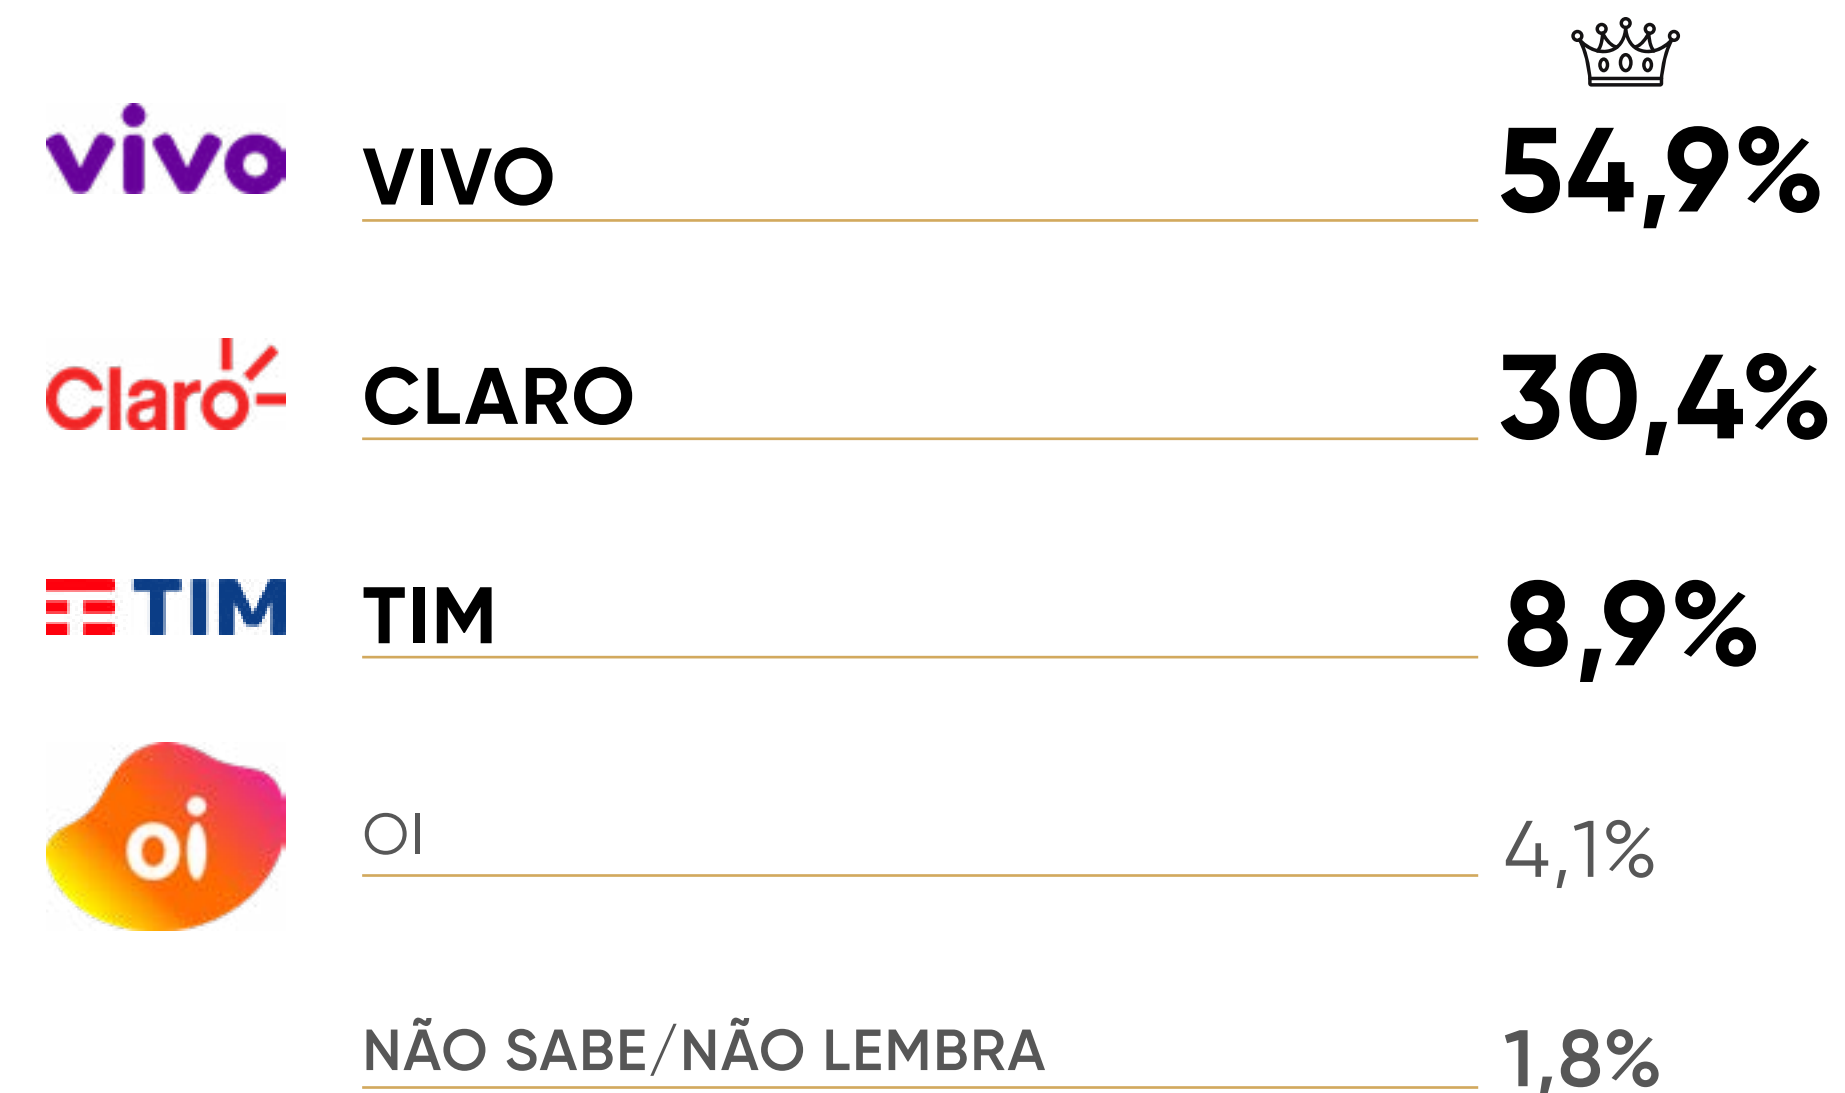 vivo VIVO 54,9%
Claro CLARO 30,4%
TIM TIM 8,9%
oi OI 4,1%
NÃO SABE/NÃO LEMBRA 1,8%